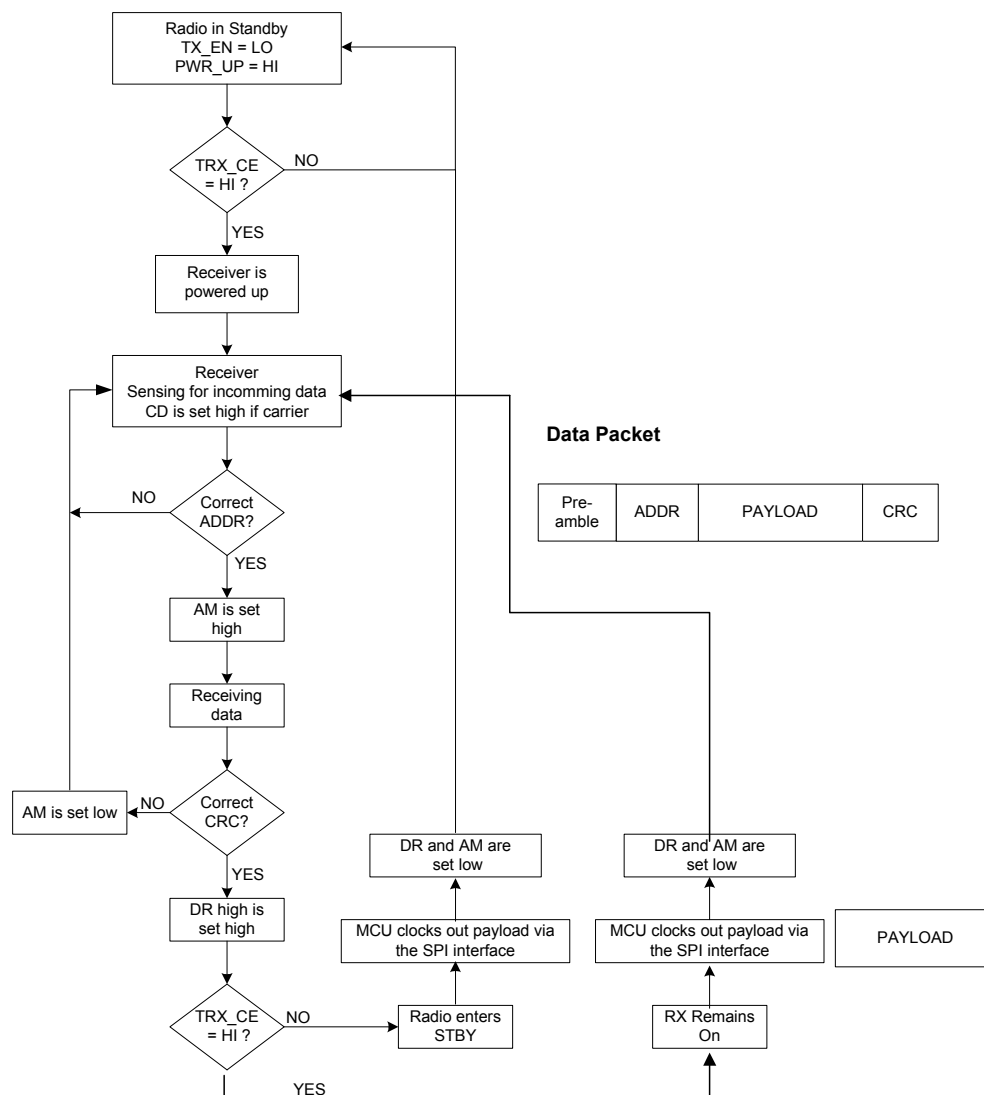 Radio in Standby
TX_EN = LO
PWR_UP = HI
TRX_CE
= HI ?
NO
YES
Receiver is
powered up
Receiver
Sensing for incomming data
CD is set high if carrier
Data Packet
Pre-
amble
ADDR
PAYLOAD
CRC
Correct
ADDR?
NO
YES
AM is set
high
Receiving
data
Correct
CRC?
NO
AM is set low
YES
DR high is
set high
TRX_CE
= HI ?
NO
YES
Radio enters
STBY
MCU clocks out payload via
the SPI interface
DR and AM are
set low
RX Remains
On
MCU clocks out payload via
the SPI interface
PAYLOAD
DR and AM are
set low